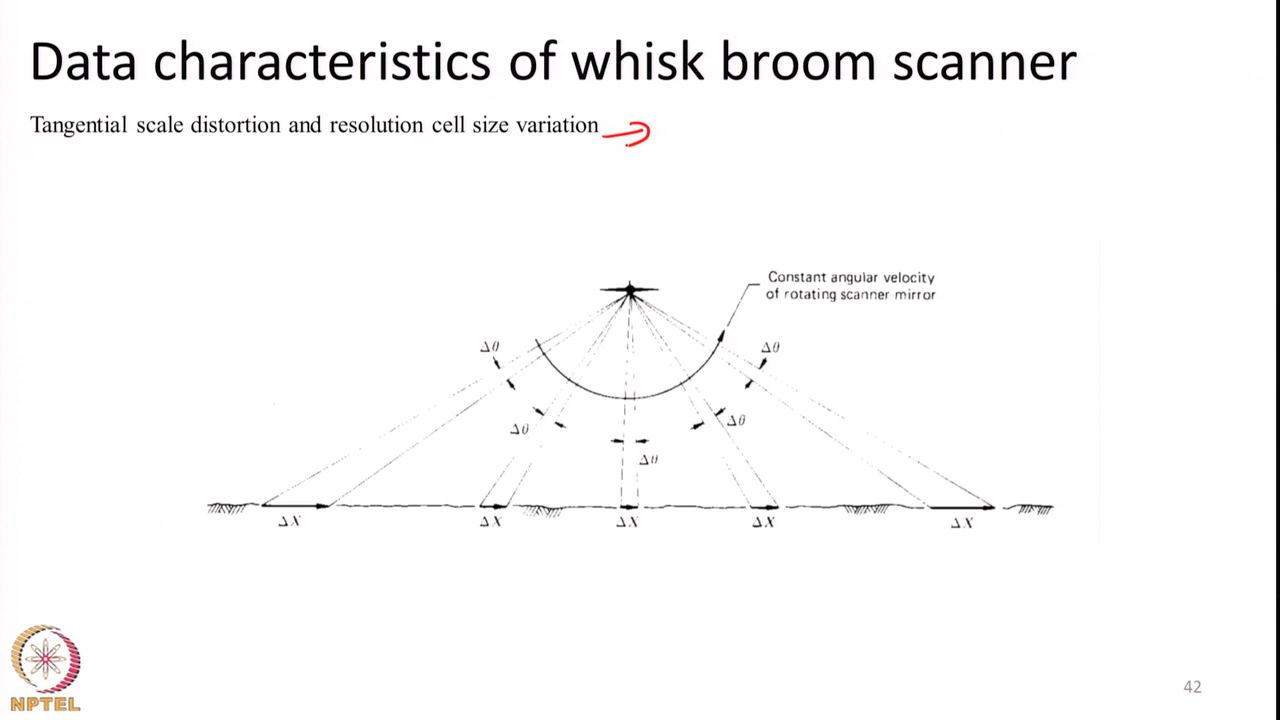 Data characteristics of whisk broom scanner
Tangential scale distortion and resolution cell size variation
Constant angular velocity
of rotating scanner mirror
Δθ
Δθ
Δθ
Δθ
Δθ
ΔX
ΔX
ΔX
ΔX
ΔX
NPTEL
42